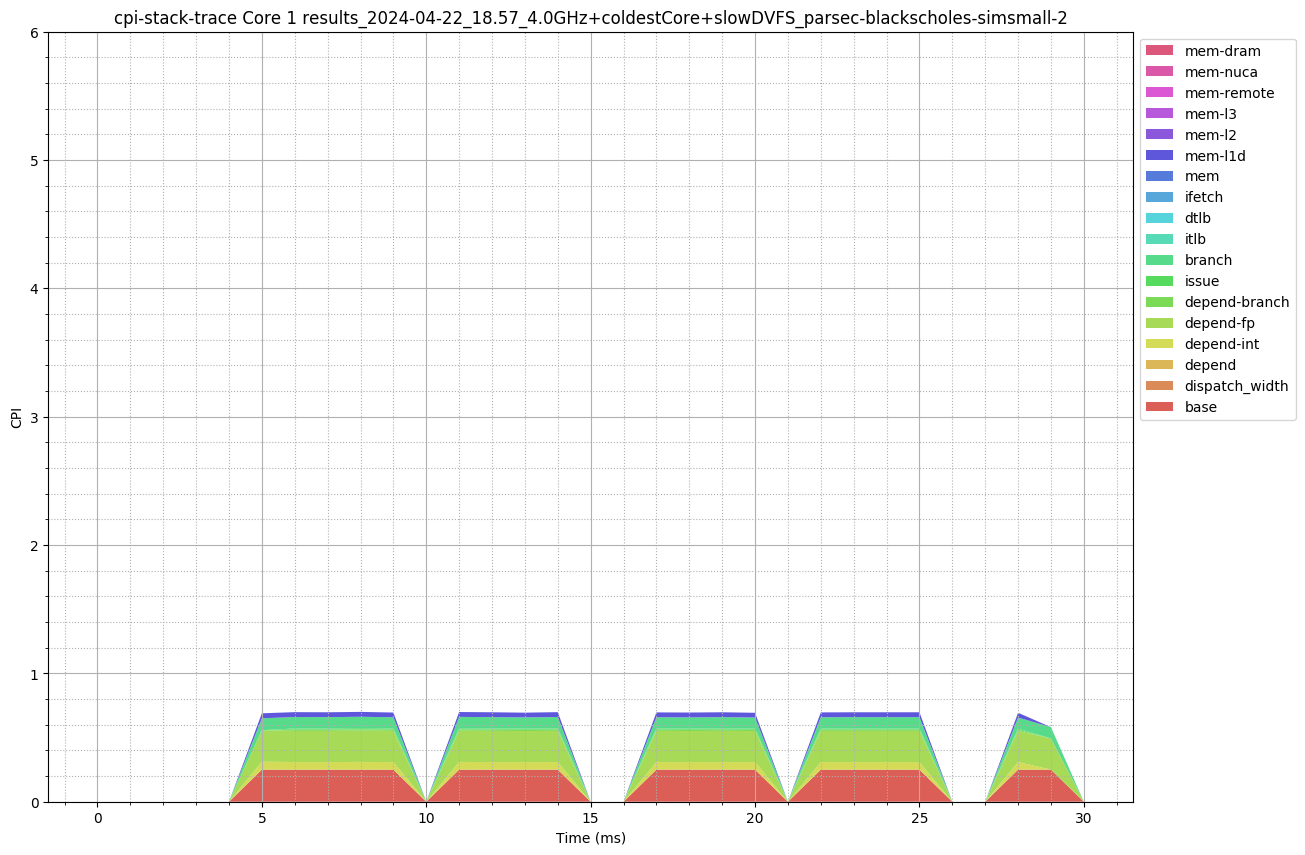 cpi-stack-trace Core 1 results_2024-04-22_18.57_4.0GHz+coldestCore+slowDVFS_parsec-blackscholes-simsmall-2
6
5
4
3
2
1
0
CPI
0 5 10 15 20 25 30
Time (ms)
mem-dram
mem-nuca
mem-remote
mem-l3
mem-l2
mem-l1d
mem
ifetch
dtlb
itlb
branch
issue
depend-branch
depend-fp
depend-int
depend
dispatch_width
base